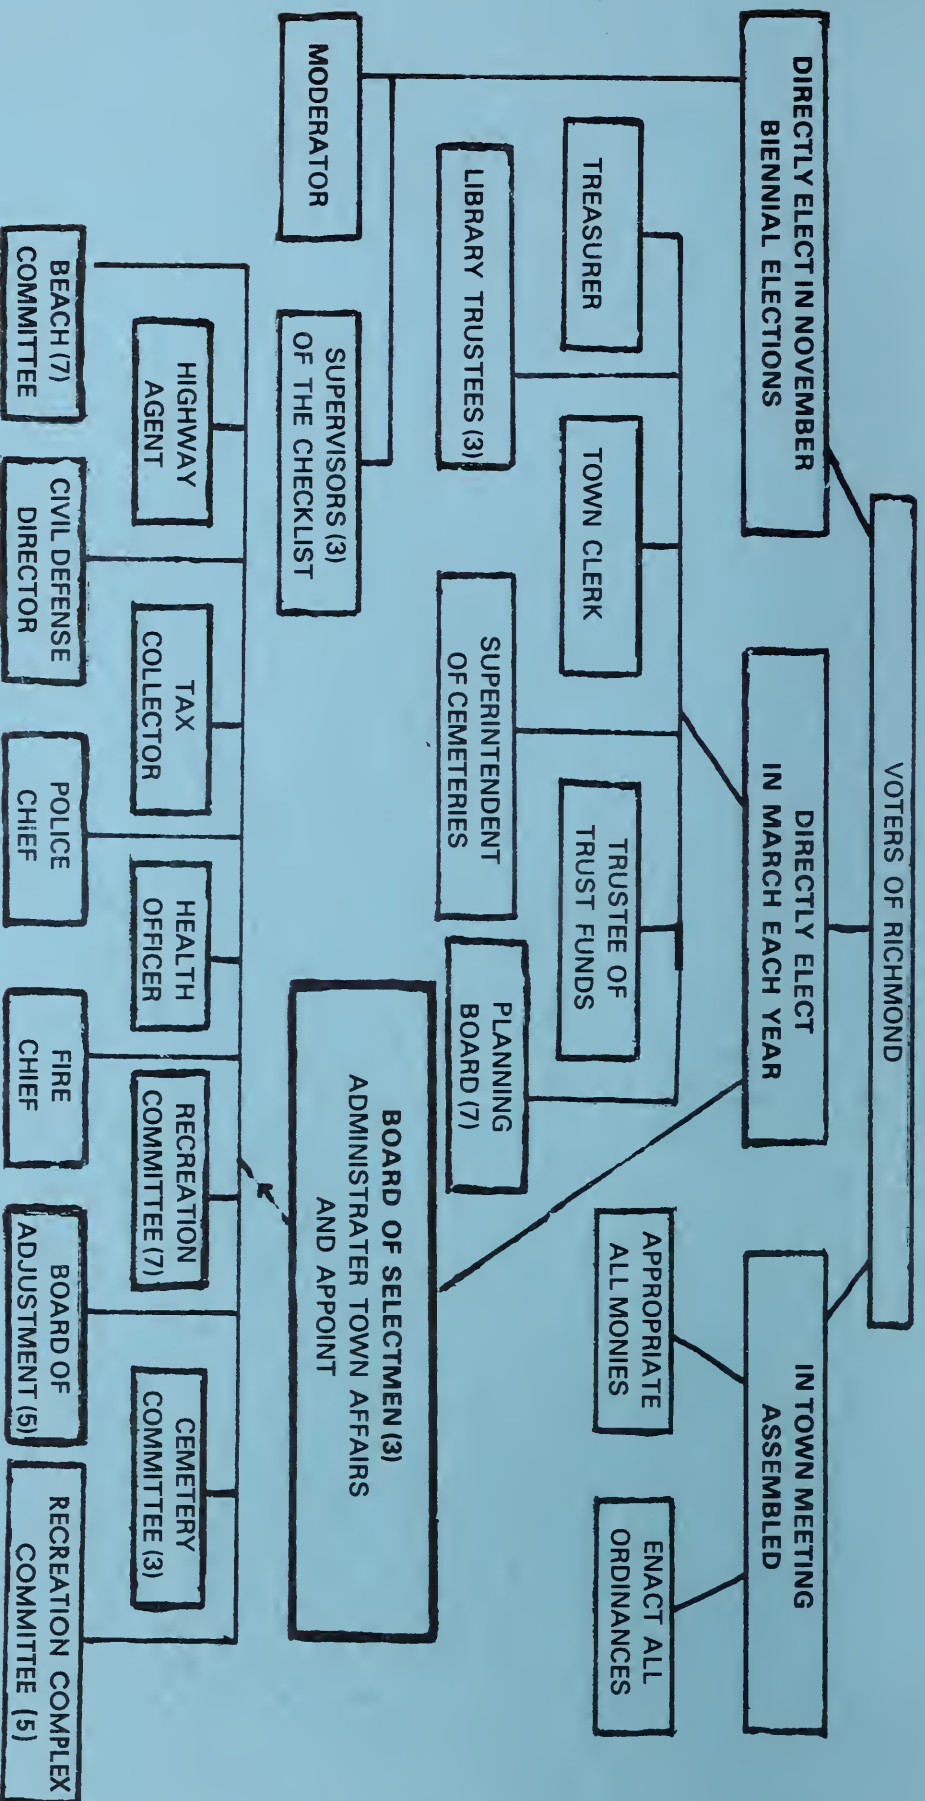 VOTERS OF RICHMOND
DIRECTLY ELECT IN NOVEMBER
BIENNIAL ELECTIONS
DIRECTLY ELECT
IN MARCH EACH YEAR
IN TOWN MEETING
ASSEMBLED
TREASURER
TOWN CLERK
TRUSTEE OF
TRUST FUNDS
APPROPRIATE
ALL MONIES
ENACT ALL
ORDINANCES
LIBRARY TRUSTEES (3)
SUPERINTENDENT
OF CEMETERIES
PLANNING
BOARD (7)
MODERATOR
SUPERVISORS (3)
OF THE CHECKLIST
BOARD OF SELECTMEN (3)
ADMINISTRATER TOWN AFFAIRS
AND APPOINT
HIGHWAY
AGENT
TAX
COLLECTOR
HEALTH
OFFICER
RECREATION
COMMITTEE (7)
CEMETERY
COMMITTEE (3)
BEACH (7)
COMMITTEE
CIVIL DEFENSE
DIRECTOR
POLICE
CHiEF
FIRE
CHIEF
BOARD OF
ADJUSTMENT (5)
RECREATION COMPLEX
COMMITTEE (5)